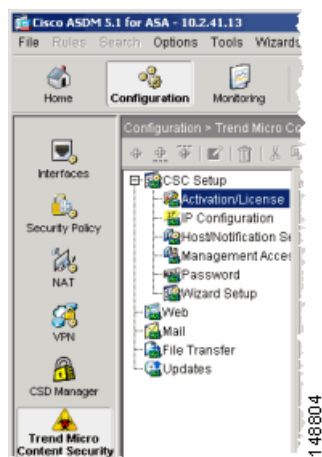 Cisco ASDM 5.1 for ASA - 10.2.41.13
File Rules Search Options Tools Wizards
Home Configuration Monitoring
Configuration > Trend Micro Co
Interfaces
Security Policy
NAT
VPN
CSD Manager
Trend Micro
Content Security
CSC Setup
Activation/License
IP Configuration
Host/Notification Se
Management Acces
Password
Wizard Setup
Web
Mail
File Transfer
Updates
148804